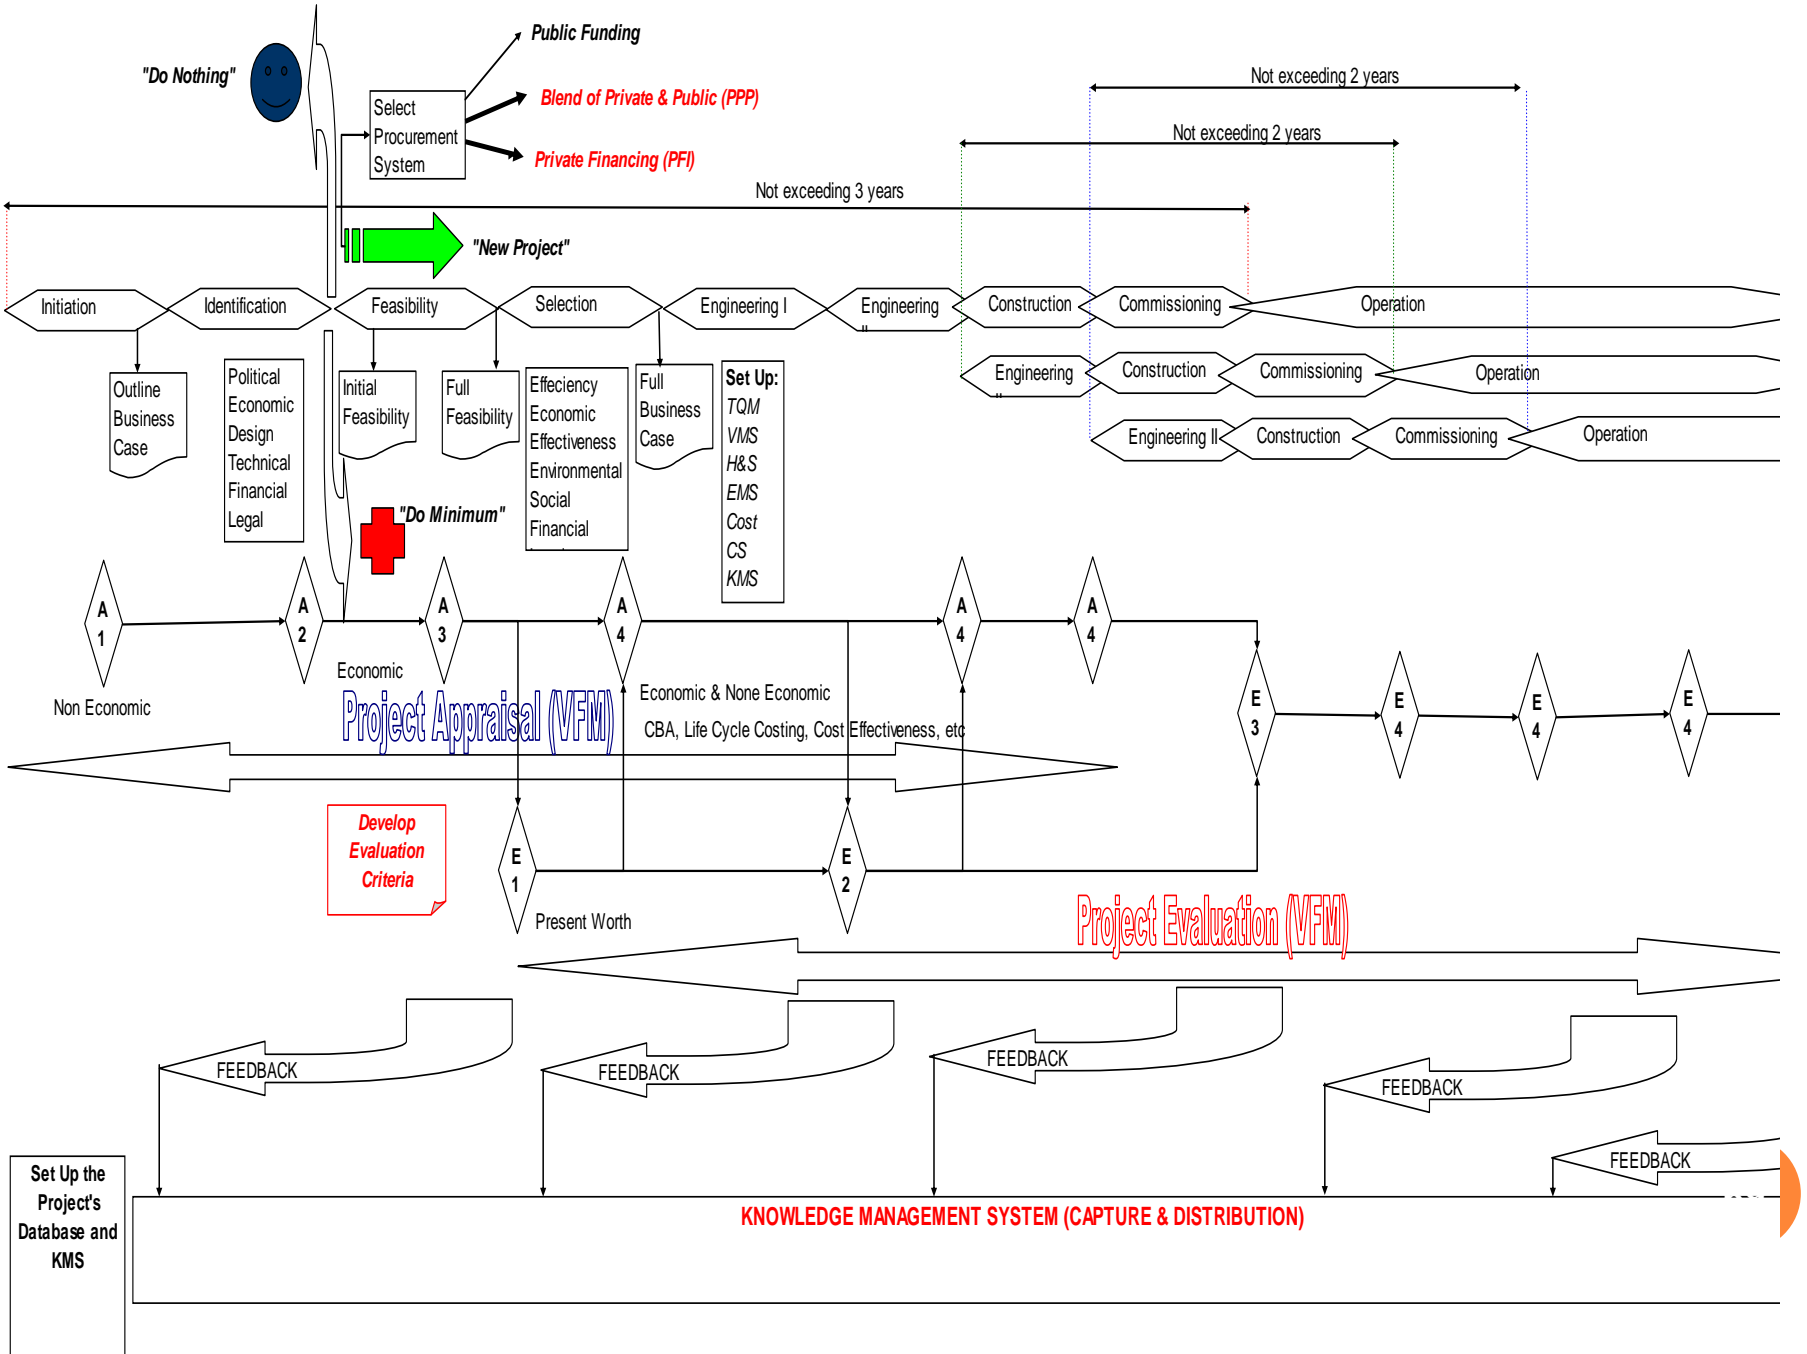 Public Funding
"Do Nothing"
Not exceeding 2 years
Select
Procurement
System
Blend of Private & Public (PPP)
Not exceeding 2 years
Private Financing (PFI)
Not exceeding 3 years
"New Project"
Initiation
Identification
Feasibility
Selection
Engineering I
Engineering
Construction
Commissioning
Operation
Engineering
Construction
Commissioning
Operation
Engineering II
Construction
Commissioning
Operation
Outline
Business
Case
Political
Economic
Design
Technical
Financial
Legal
Initial
Feasibility
Full
Feasibility
Effeciency
Economic
Effectiveness
Environmental
Social
Financial
Full
Business
Case
Set Up:
TQM
VMS
H&S
EMS
Cost
CS
KMS
"Do Minimum"
A
1
A
2
A
3
A
4
A
4
A
4
Non Economic
Economic
Economic & None Economic
Project Appraisal (VFM)
CBA, Life Cycle Costing, Cost Effectiveness, etc
E
3
E
4
E
4
E
4
Develop
Evaluation
Criteria
E
1
E
2
Present Worth
Project Evaluation (VFM)
FEEDBACK
FEEDBACK
FEEDBACK
FEEDBACK
FEEDBACK
Set Up the
Project's
Database and
KMS
KNOWLEDGE MANAGEMENT SYSTEM (CAPTURE & DISTRIBUTION)